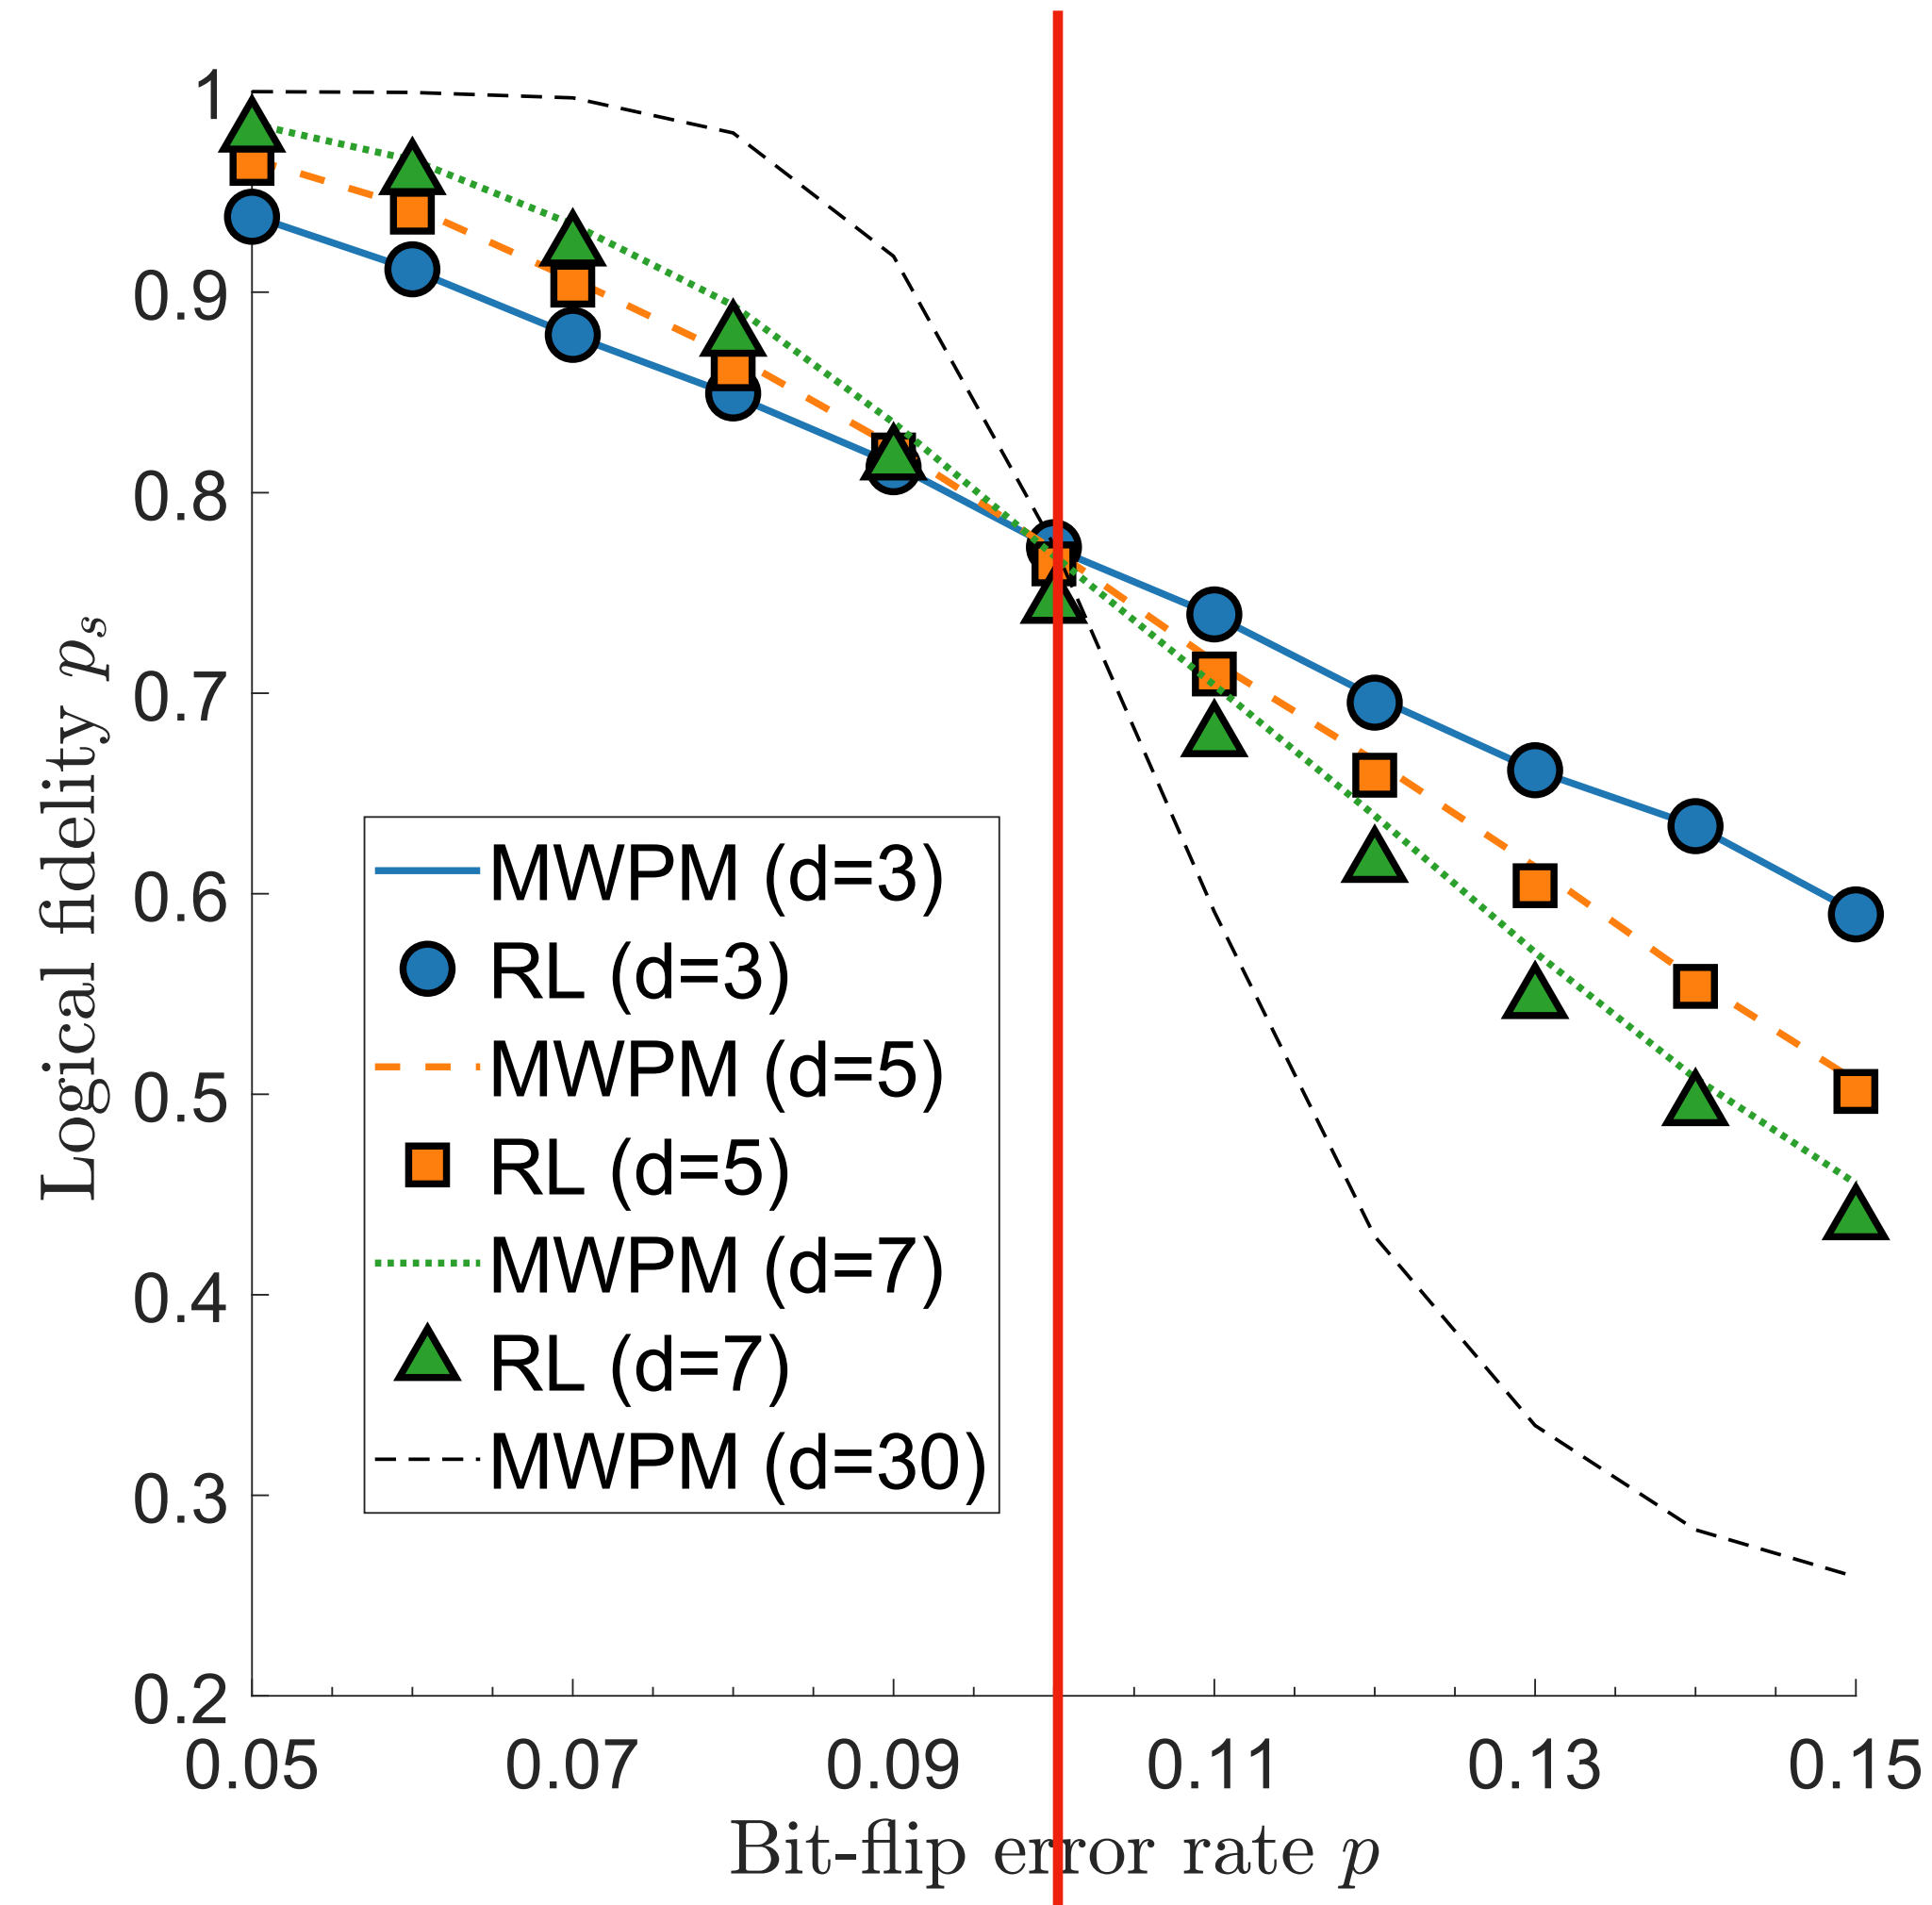 Logical fidelity pₛ
1
0.9
0.8
0.7
0.6
0.5
0.4
0.3
0.2
MWPM (d=3)
RL (d=3)
MWPM (d=5)
RL (d=5)
MWPM (d=7)
RL (d=7)
MWPM (d=30)
0.05 0.07 0.09 0.11 0.13 0.15
Bit-flip error rate p